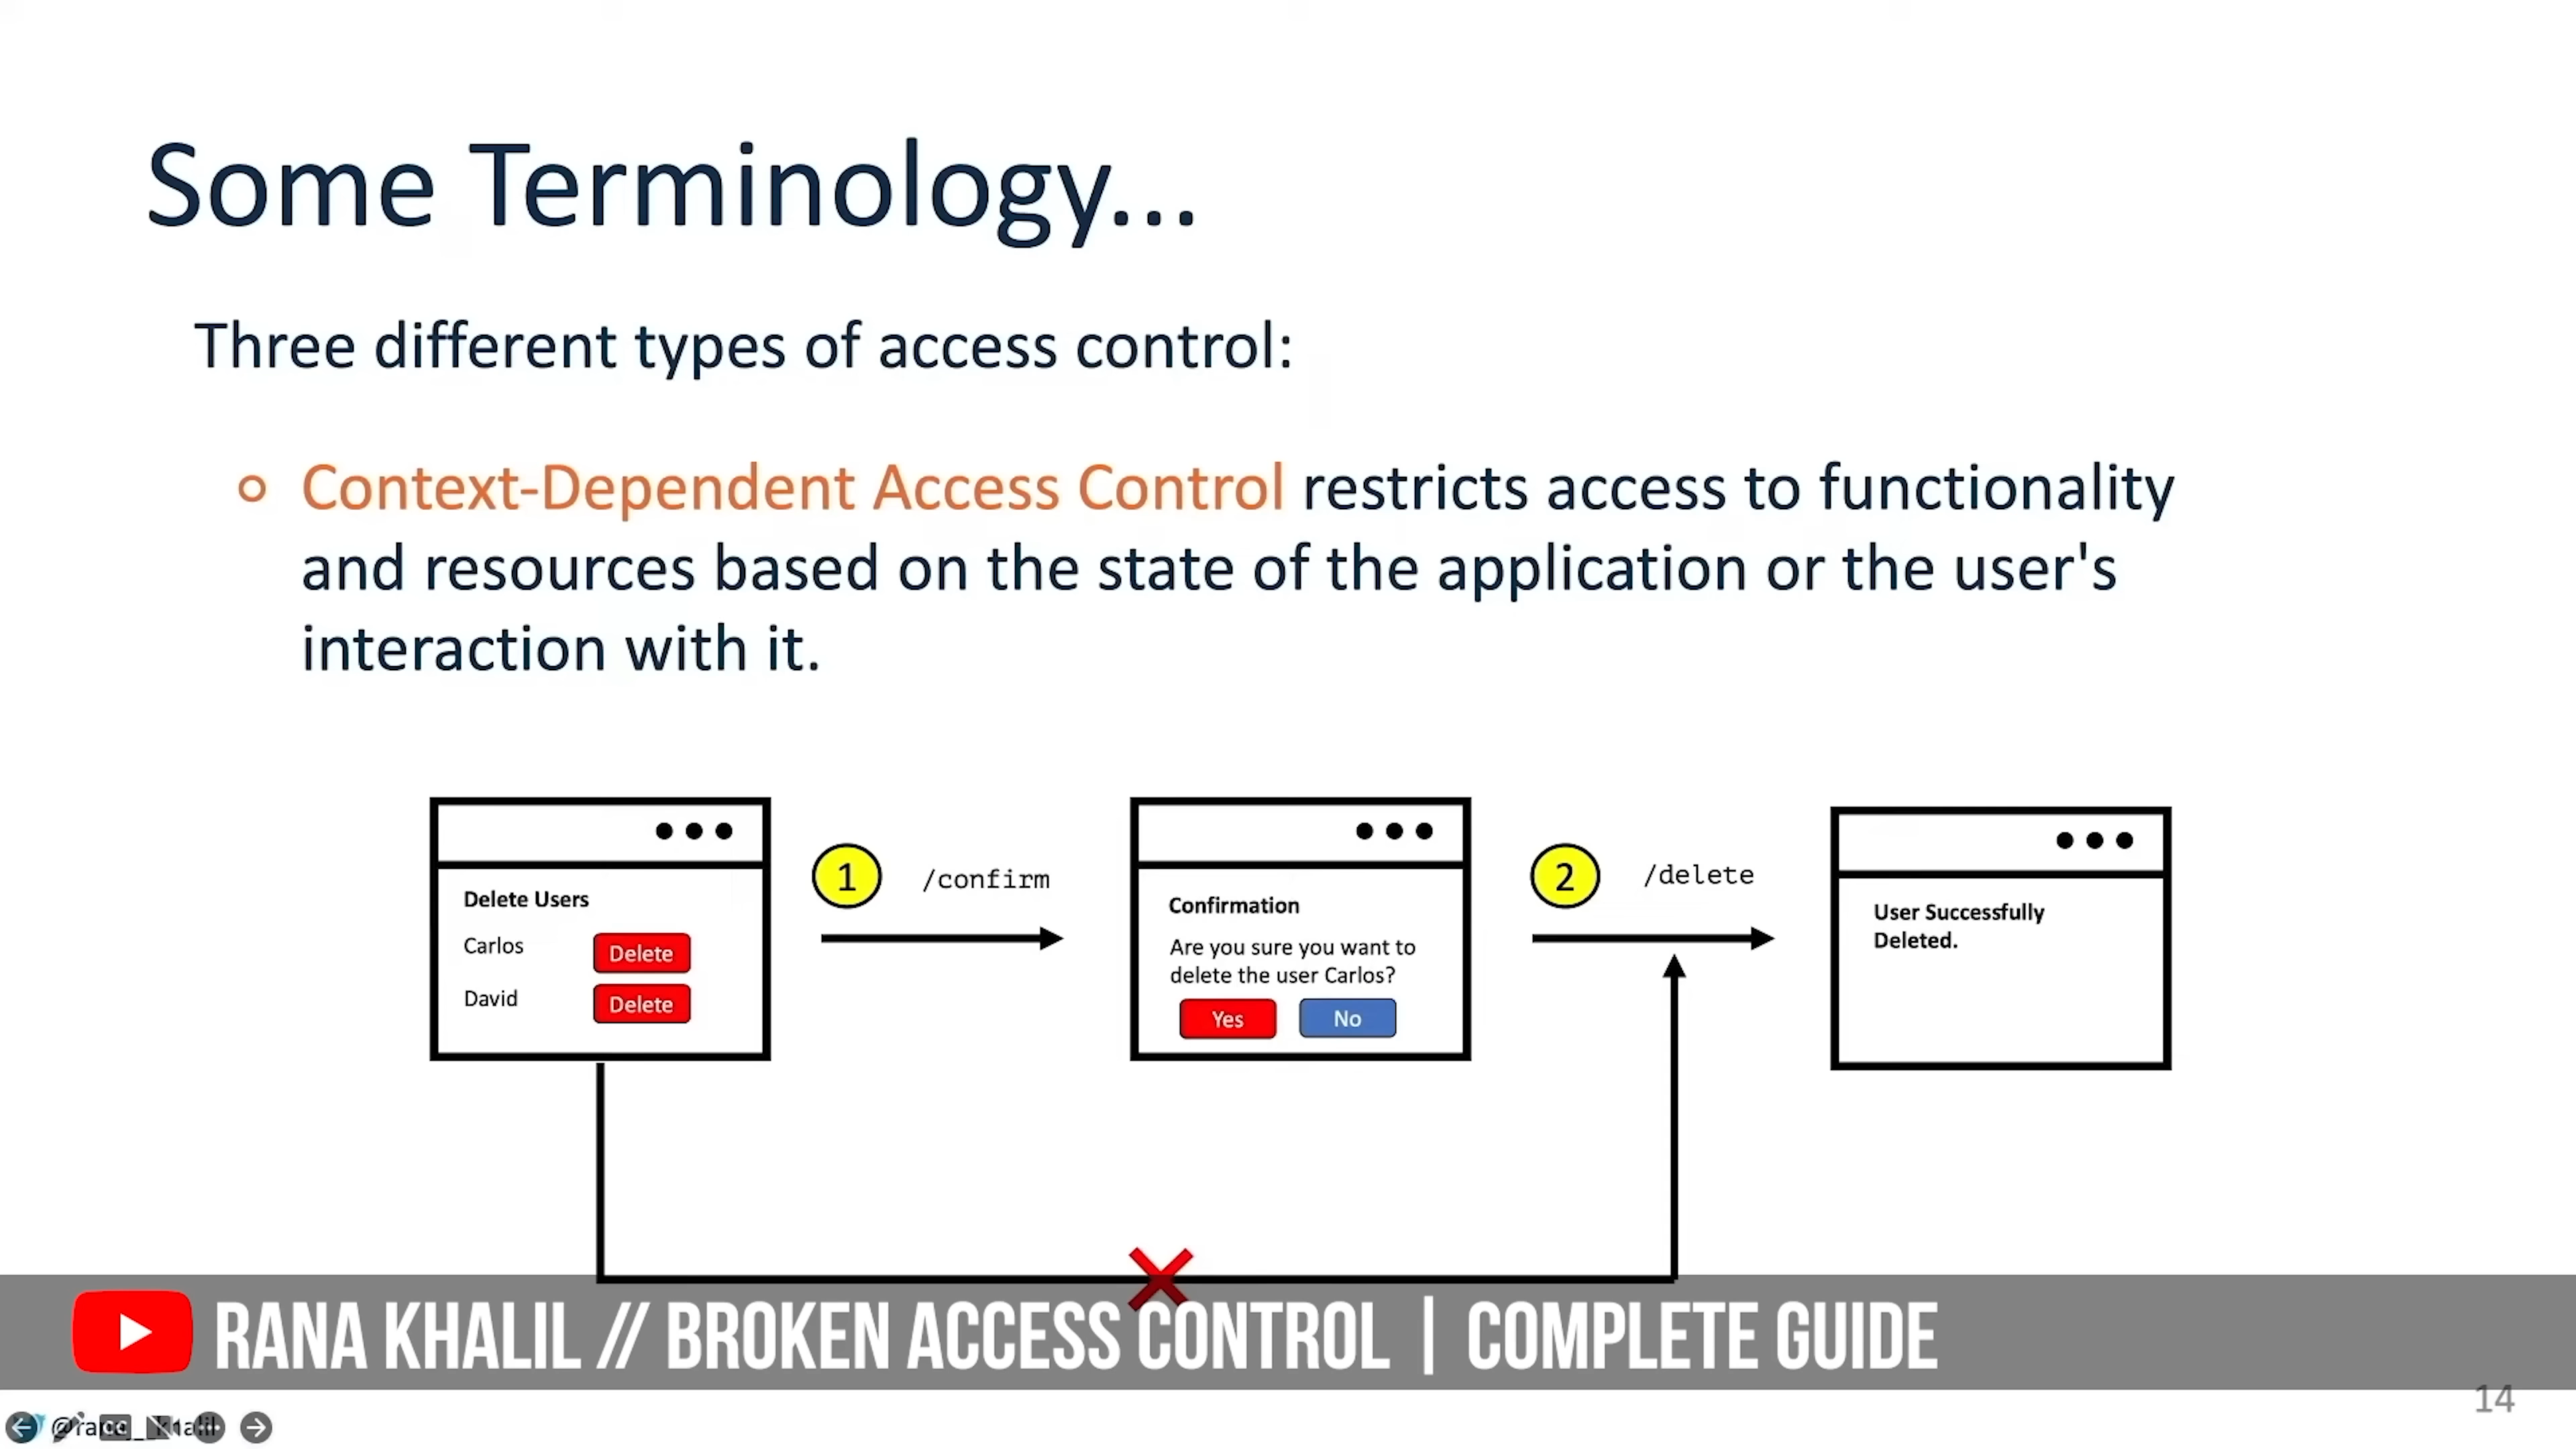 Some Terminology...
Three different types of access control:
Context-Dependent Access Control restricts access to functionality
and resources based on the state of the application or the user's
interaction with it.
Delete Users
Carlos
Delete
David
Delete
1
/confirm
Confirmation
Are you sure you want to
delete the user Carlos?
Yes
No
2
/delete
User Successfully
Deleted.
RANA KHALIL // BROKEN ACCESS CONTROL | COMPLETE GUIDE
14